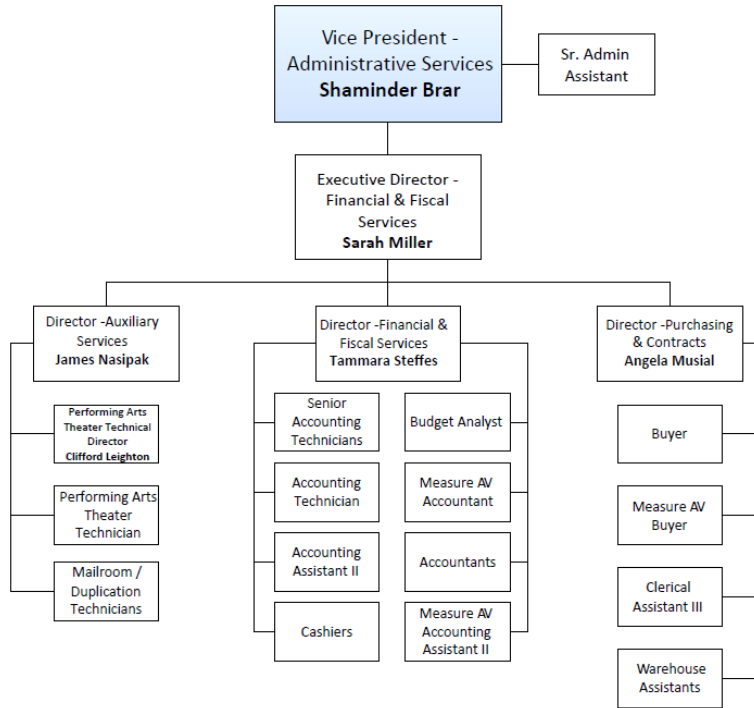 Vice President -
Administrative Services
Shaminder Brar
Sr. Admin
Assistant
Executive Director -
Financial & Fiscal
Services
Sarah Miller
Director -Auxiliary
Services
James Nasipak
Performing Arts
Theater Technical
Director
Clifford Leighton
Performing Arts
Theater
Technician
Mailroom /
Duplication
Technicians
Director -Financial &
Fiscal Services
Tammara Steffes
Senior
Accounting
Technicians
Accounting
Technician
Accounting
Assistant II
Cashiers
Budget Analyst
Measure AV
Accountant
Accountants
Measure AV
Accounting
Assistant II
Director -Purchasing
& Contracts
Angela Musial
Buyer
Measure AV
Buyer
Clerical
Assistant III
Warehouse
Assistants